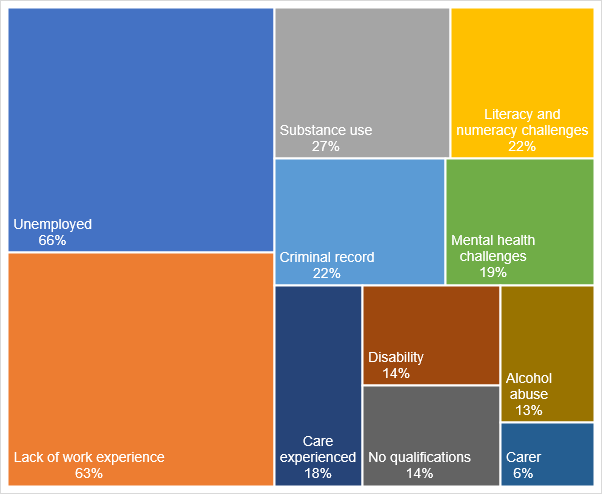 Unemployed
66%
Lack of work experience
63%
Substance use
27%
Literacy and
numeracy challenges
22%
Criminal record
22%
Mental health
challenges
19%
Care
experienced
18%
Disability
14%
No qualifications
14%
Alcohol
abuse
13%
Carer
6%